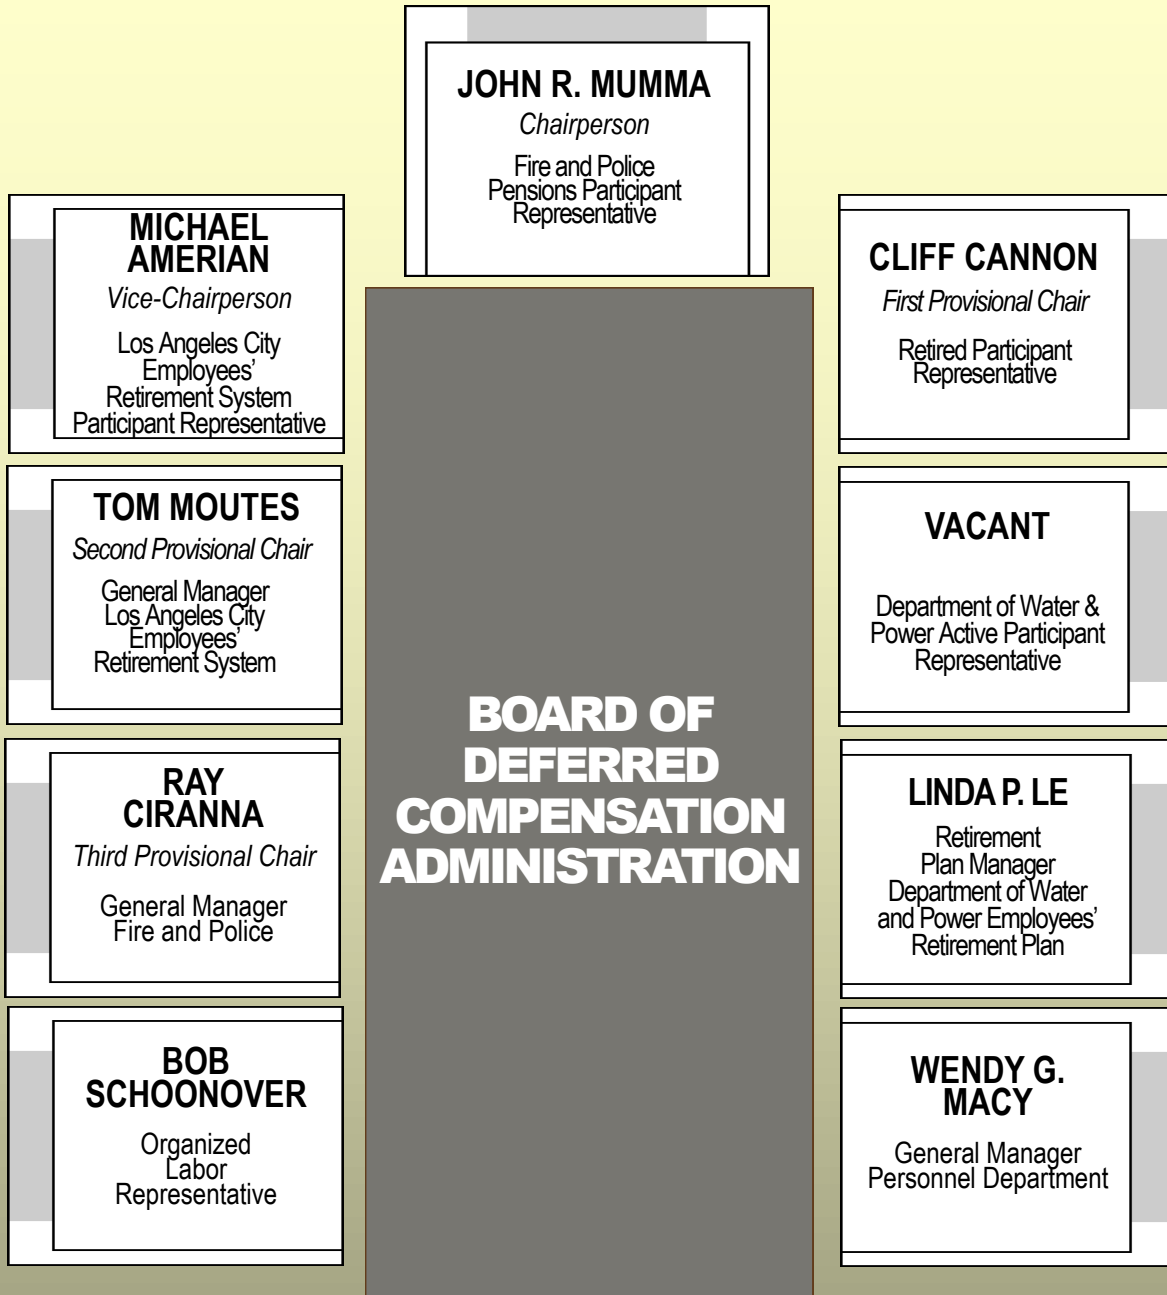 JOHN R. MUMMA
Chairperson
Fire and Police
Pensions Participant
Representative
MICHAEL
AMERIAN
Vice-Chairperson
Los Angeles City
Employees’
Retirement System
Participant Representative
TOM MOUTES
Second Provisional Chair
General Manager
Los Angeles City
Employees’
Retirement System
RAY
CIRANNA
Third Provisional Chair
General Manager
Fire and Police
BOB
SCHOONOVER
Organized
Labor
Representative
BOARD OF
DEFERRED
COMPENSATION
ADMINISTRATION
CLIFF CANNON
First Provisional Chair
Retired Participant
Representative
VACANT
Department of Water &
Power Active Participant
Representative
LINDA P. LE
Retirement
Plan Manager
Department of Water
and Power Employees’
Retirement Plan
WENDY G.
MACY
General Manager
Personnel Department